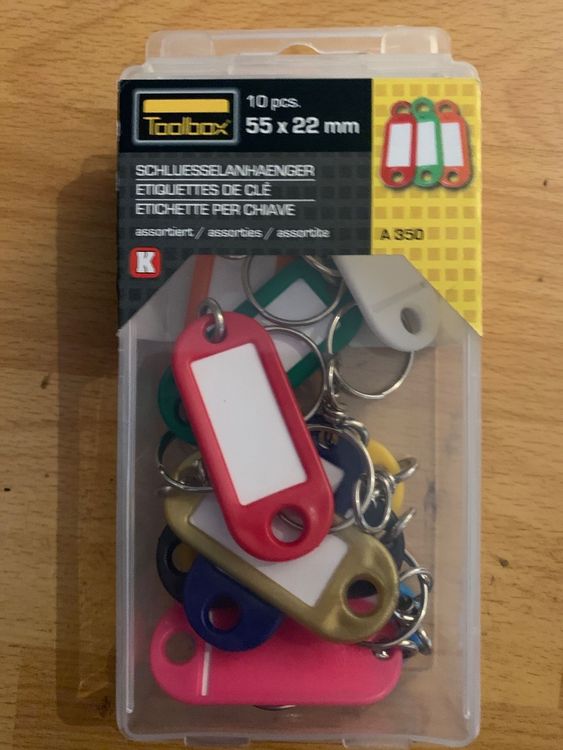 Toolbox
10 pcs.
55 x 22 mm
SCHLUESSELANHAENGER
ETIQUETTES DE CLÉ
ETICHETTE PER CHIAVE
assortiert / assorties / assortite
A 350
K